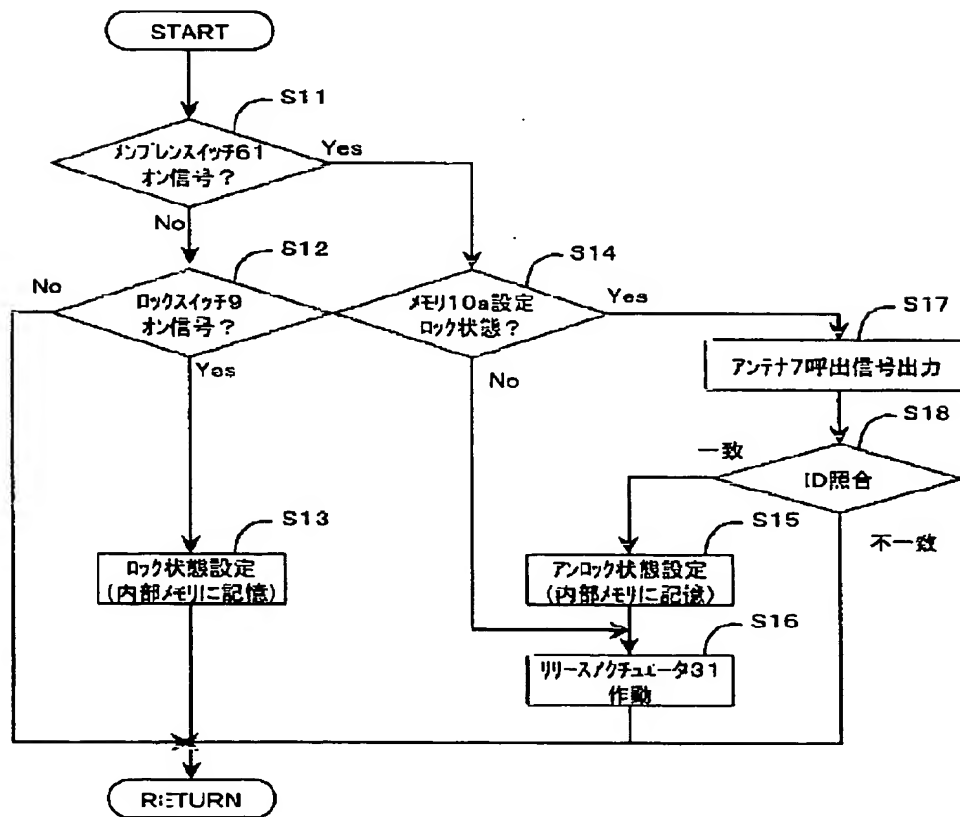 START
S11
メンブレンスイッチ61
オン信号?
Yes
No
S12
No
ロックスイッチ9
オン信号?
Yes
S14
メモリ10a設定
ロック状態?
Yes
No
S17
アンテナ7呼出信号出力
S18
一致
ID照合
不一致
S13
ロック状態設定
(内部メモリに記憶)
S15
アンロック状態設定
(内部メモリに記憶)
S16
リリースアクチュエータ31
作動
RETURN